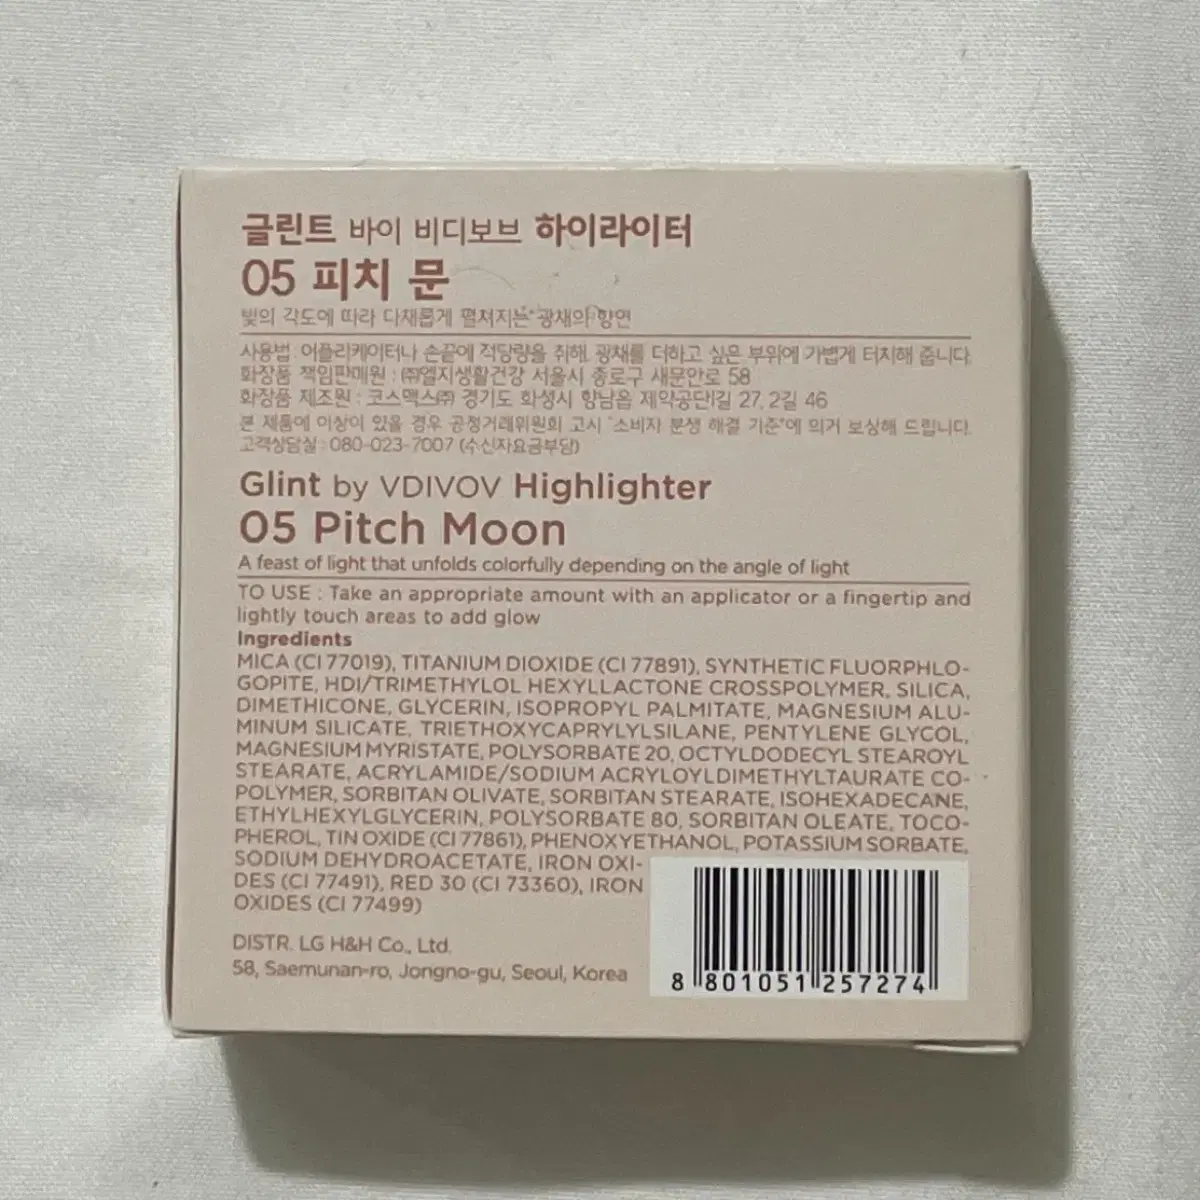 글린트 바이 비디보브 하이라이터
05 피치 문
빛의 각도에 따라 다채롭게 펼쳐지는 광채의 향연
사용법 : 어플리케이터나 손끝에 적당량을 취해, 광채를 더하고 싶은 부위에 가볍게 터치해 줍니다.
화장품 책임판매원 : ㈜엘지생활건강 서울시 종로구 새문안로 58
화장품 제조원 : 코스맥스㈜ 경기도 화성시 향남읍 제약공단1길 27, 2길 46
본 제품에 이상이 있을 경우 공정거래위원회 고시 "소비자 분쟁 해결 기준"에 의거 보상해 드립니다.
고객상담실 : 080-023-7007 (수신자요금부담)
Glint by VDIVOV Highlighter
05 Pitch Moon
A feast of light that unfolds colorfully depending on the angle of light
TO USE : Take an appropriate amount with an applicator or a fingertip and
lightly touch areas to add glow
Ingredients
MICA (CI 77019), TITANIUM DIOXIDE (CI 77891), SYNTHETIC FLUORPHLO-
GOPITE, HDI/TRIMETHYLOL HEXYLLACTONE CROSSPOLYMER, SILICA,
DIMETHICONE, GLYCERIN, ISOPROPYL PALMITATE, MAGNESIUM ALU-
MINUM SILICATE, TRIETHOXYCAPRYLYLSILANE, PENTYLENE GLYCOL,
MAGNESIUM MYRISTATE, POLYSORBATE 20, OCTYLDODECYL STEAROYL
STEARATE, ACRYLAMIDE/SODIUM ACRYLOYLDIMETHYLTAURATE CO-
POLYMER, SORBITAN OLIVATE, SORBITAN STEARATE, ISOHEXADECANE,
ETHYLHEXYLGLYCERIN, POLYSORBATE 80, SORBITAN OLEATE, TOCO-
PHEROL, TIN OXIDE (CI 77861), PHENOXYETHANOL, POTASSIUM SORBATE,
SODIUM DEHYDROACETATE, IRON OXI-
DES (CI 77491), RED 30 (CI 73360), IRON
OXIDES (CI 77499)
DISTR. LG H&H Co., Ltd.
58, Saemunan-ro, Jongno-gu, Seoul, Korea
8 801051 257274